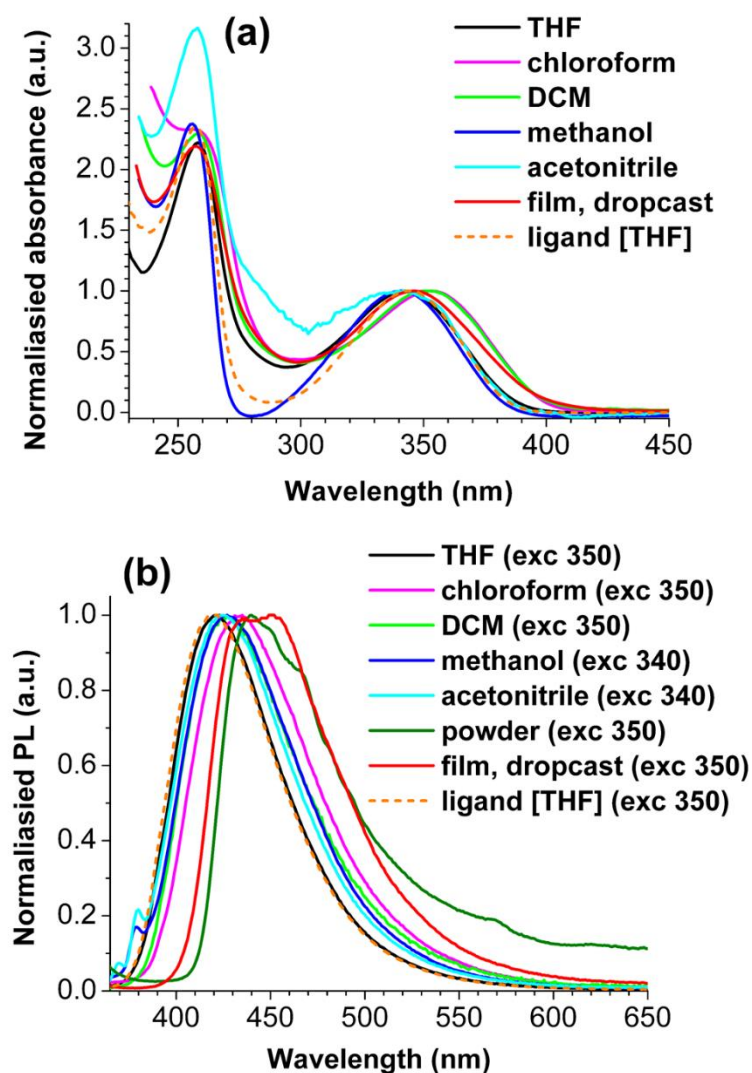 (a)
THF
chloroform
DCM
methanol
acetonitrile
film, dropcast
ligand [THF]
Normaliasied absorbance (a.u.)
3.0
2.5
2.0
1.5
1.0
0.5
0.0
250 300 350 400 450
Wavelength (nm)
(b)
THF (exc 350)
chloroform (exc 350)
DCM (exc 350)
methanol (exc 340)
acetonitrile (exc 340)
powder (exc 350)
film, dropcast (exc 350)
ligand [THF] (exc 350)
Normaliasied PL (a.u.)
1.0
0.8
0.6
0.4
0.2
0.0
400 450 500 550 600 650
Wavelength (nm)